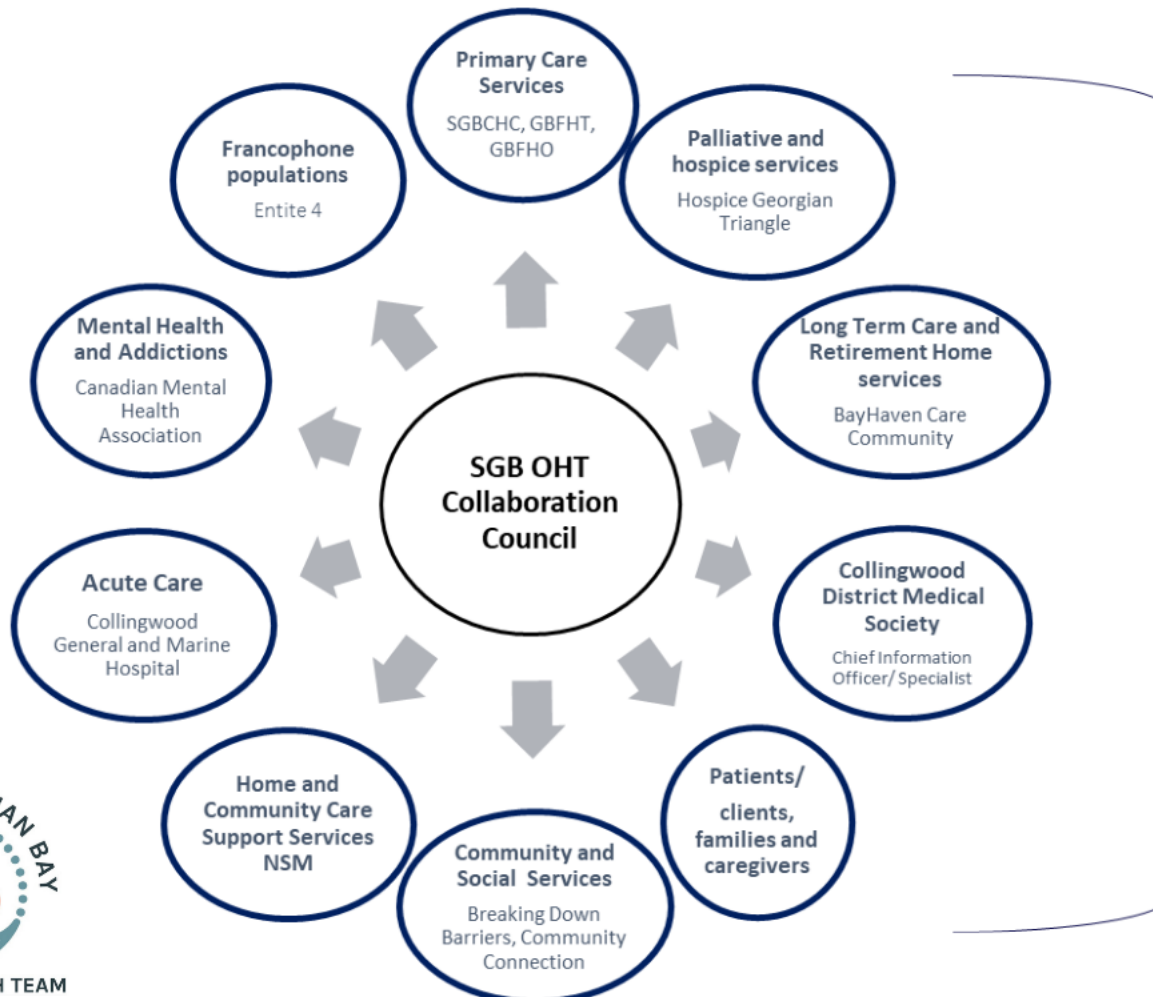 Primary Care
Services
SGBCHC, GBFHT,
GBFHO
Palliative and
hospice services
Hospice Georgian
Triangle
Long Term Care and
Retirement Home
services
BayHaven Care
Community
Collingwood
District Medical
Society
Chief Information
Officer/ Specialist
Patients/
clients,
families and
caregivers
Community and
Social Services
Breaking Down
Barriers, Community
Connection
Home and
Community Care
Support Services
NSM
Acute Care
Collingwood
General and Marine
Hospital
Mental Health
and Addictions
Canadian Mental
Health
Association
Francophone
populations
Entite 4
SGB OHT
Collaboration
Council
BAY
TEAM